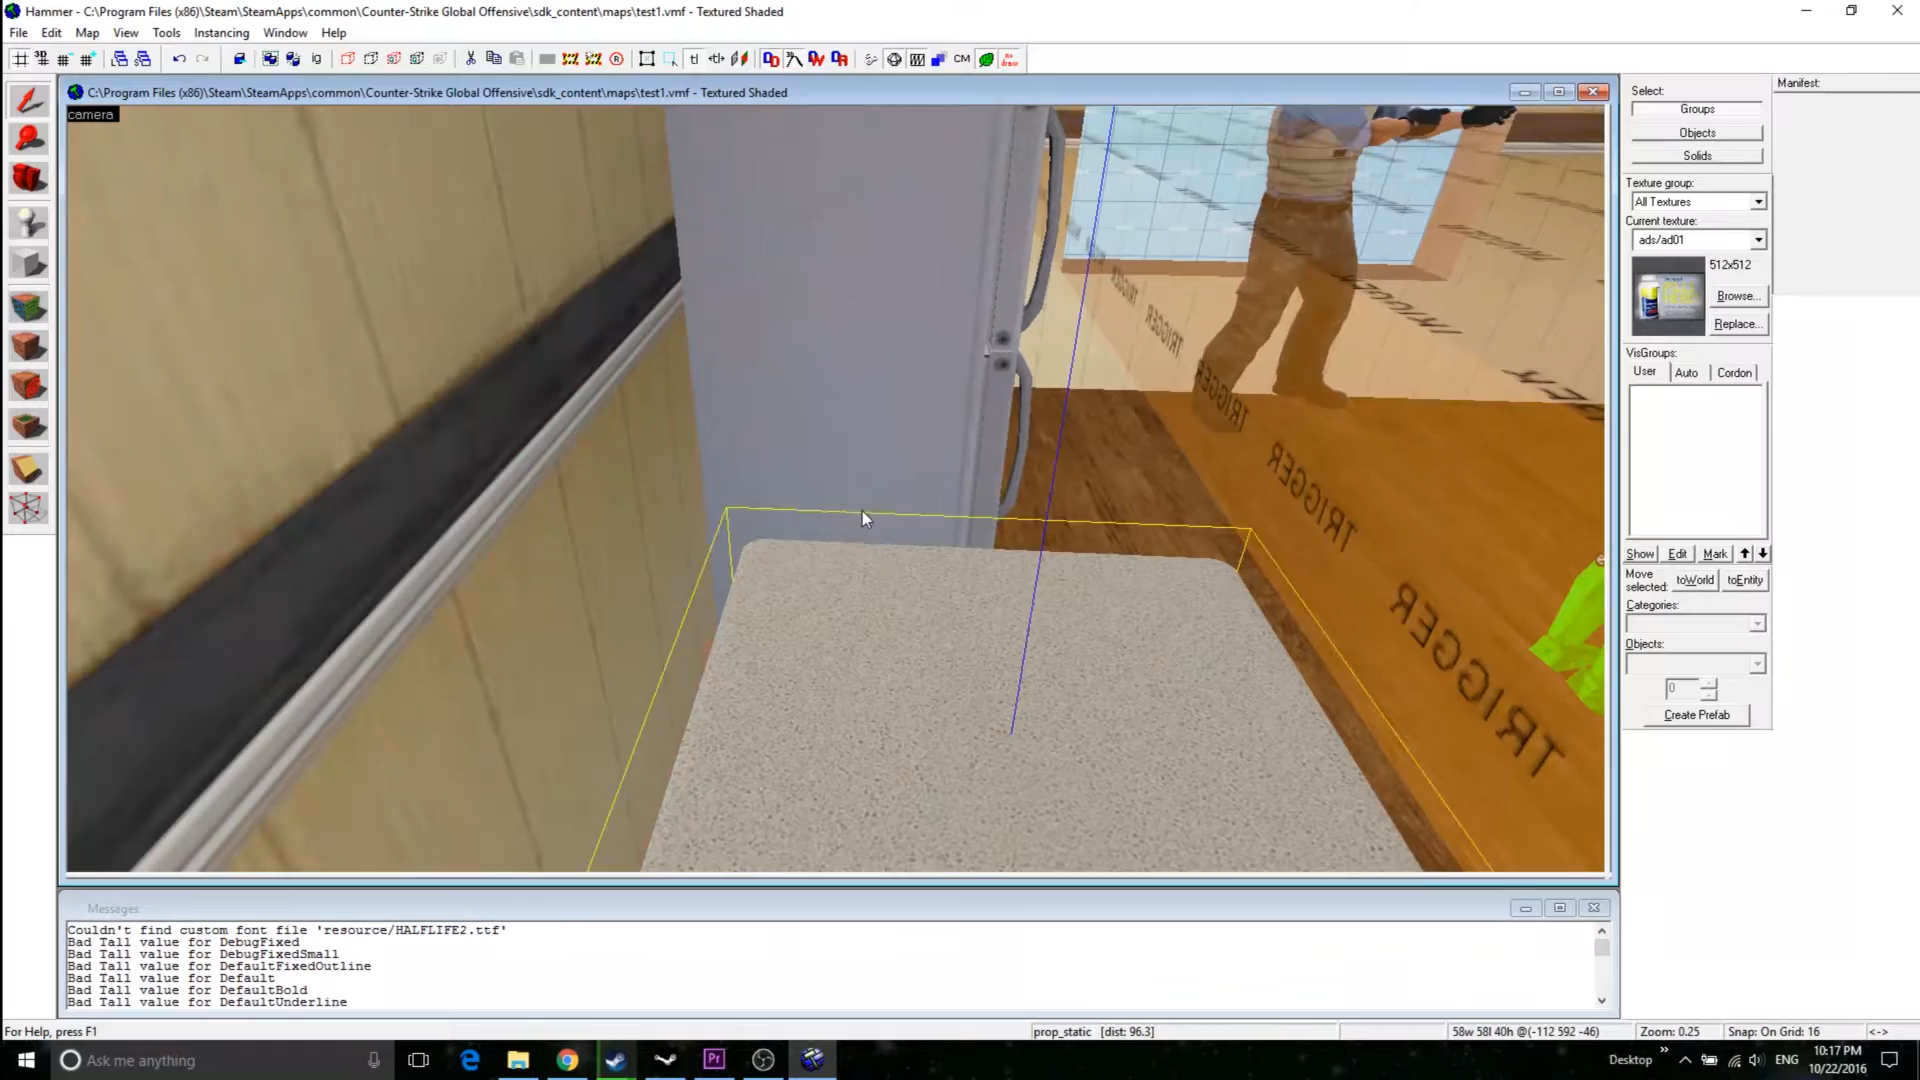 Hammer - C:\Program Files (x86)\Steam\SteamApps\common\Counter-Strike Global Offensive\sdk_content\maps\test1.vmf - Textured Shaded
File Edit Map View Tools Instancing Window Help
C:\Program Files (x86)\Steam\SteamApps\common\Counter-Strike Global Offensive\sdk_content\maps\test1.vmf - Textured Shaded
camera
TRIGGER
TRIGGER
TRIGGER
TRIGGER
TRIGGER
Select:
Groups
Objects
Solids
Texture group:
All Textures
Current texture:
ads/ad01
512x512
Browse...
Replace...
VisGroups:
User Auto Cordon
Show Edit Mark
Move selected: toWorld toEntity
Categories:
Objects:
0
Create Prefab
Manifest:
Messages
Couldn't find custom font file 'resource/HALFLIFE2.ttf'
Bad Tall value for DebugFixed
Bad Tall value for DebugFixedSmall
Bad Tall value for DefaultFixedOutline
Bad Tall value for Default
Bad Tall value for DefaultBold
Bad Tall value for DefaultUnderline
For Help, press F1
prop_static [dist: 96.3]
58w 58l 40h @(-112 592 -46)
Zoom: 0.25
Snap: On Grid: 16
<->
Ask me anything
Desktop
ENG
10:17 PM
10/22/2016